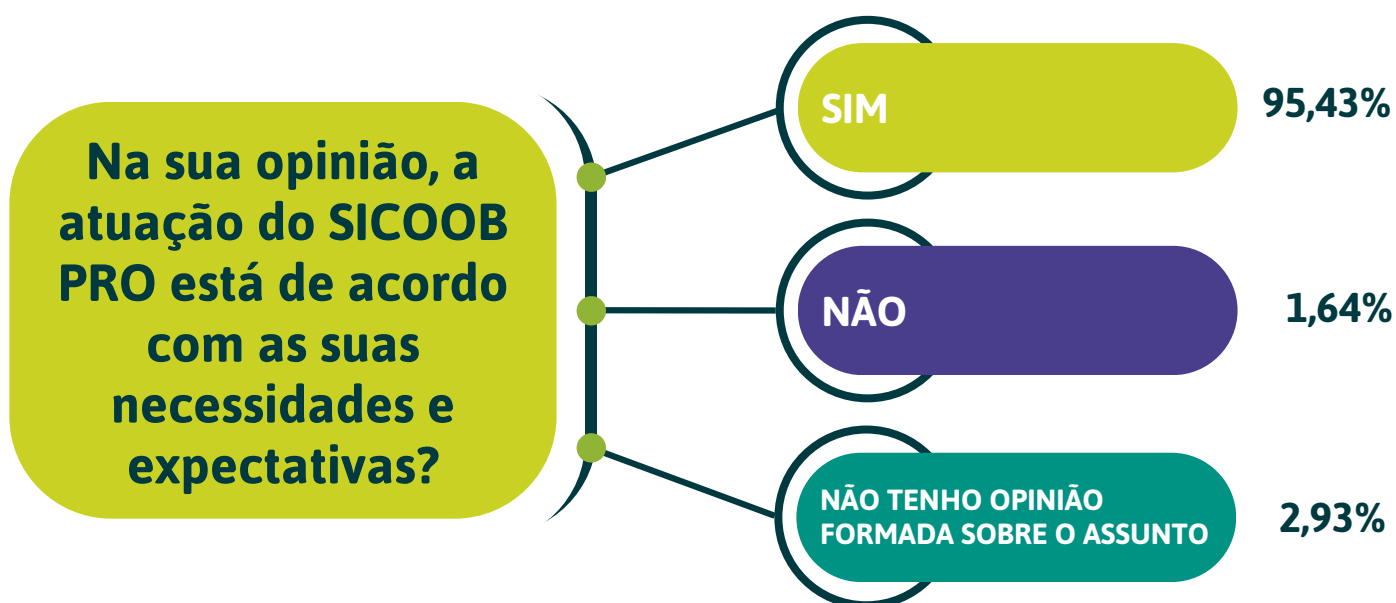 Na sua opinião, a
atuação do SICOOB
PRO está de acordo
com as suas
necessidades e
expectativas?
SIM
95,43%
NÃO
1,64%
NÃO TENHO OPINIÃO
FORMADA SOBRE O ASSUNTO
2,93%